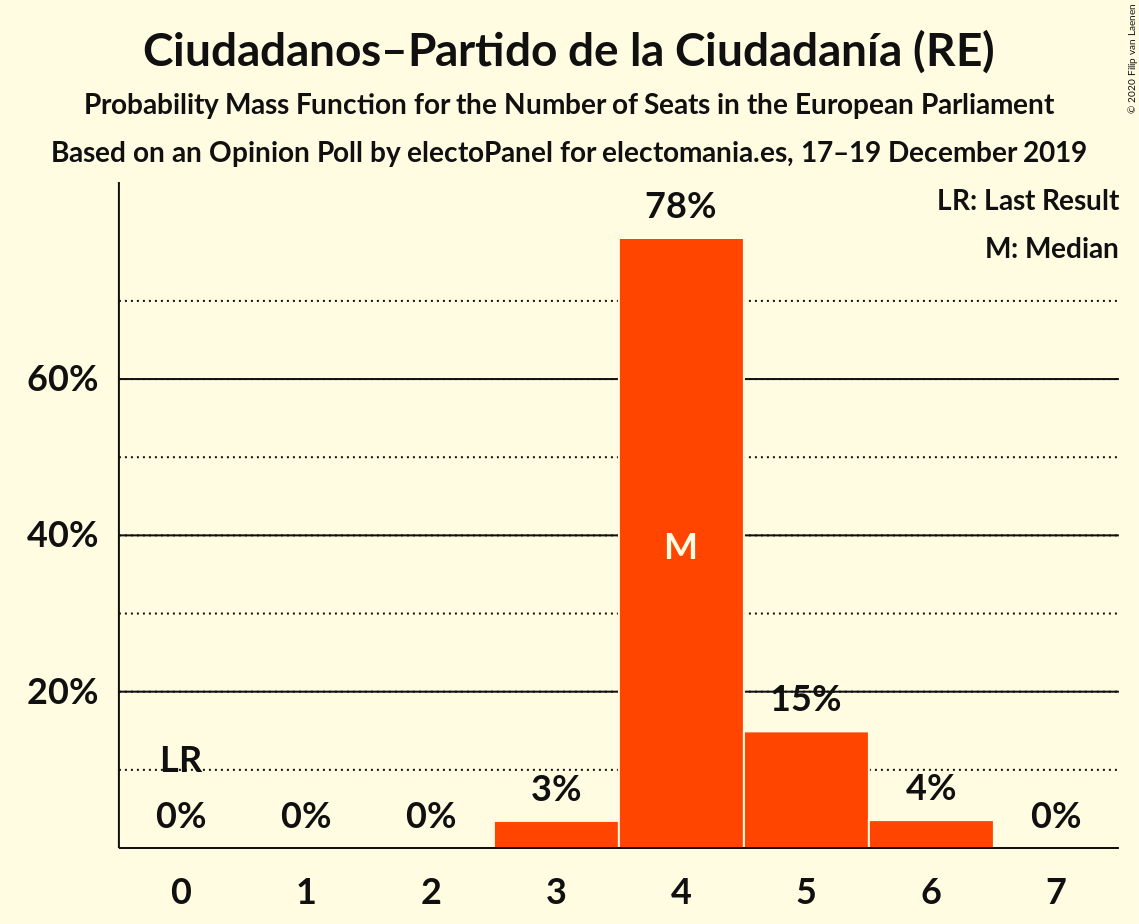 Ciudadanos–Partido de la Ciudadanía (RE)
Probability Mass Function for the Number of Seats in the European Parliament
Based on an Opinion Poll by electoPanel for electomania.es, 17–19 December 2019
© 2020 Filip van Laenen
LR: Last Result
M: Median
78%
60%
40%
M
20%
15%
LR
0%
0%
0%
3%
4%
0%
0 1 2 3 4 5 6 7